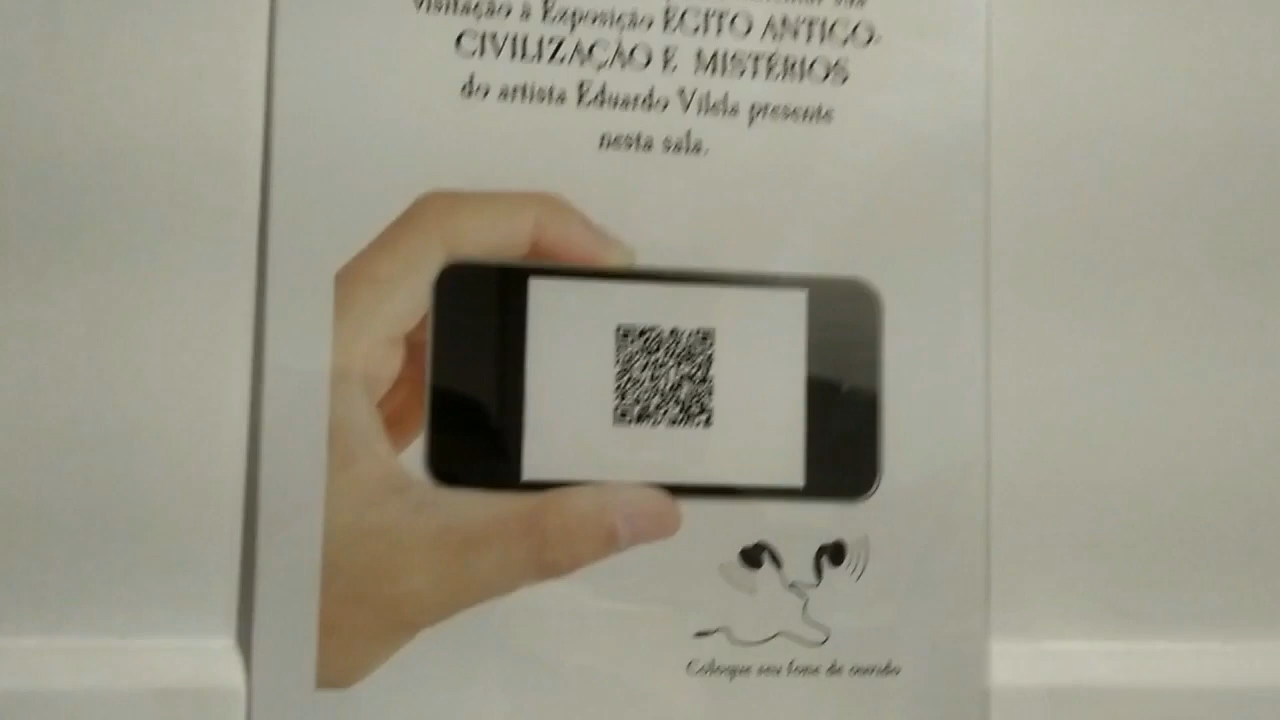 visitação à Exposição EGITO ANTIGO-
CIVILIZAÇÃO E MISTÉRIOS
do artista Eduardo Vilela presente
nesta sala.
Coloque seu fone de ouvido